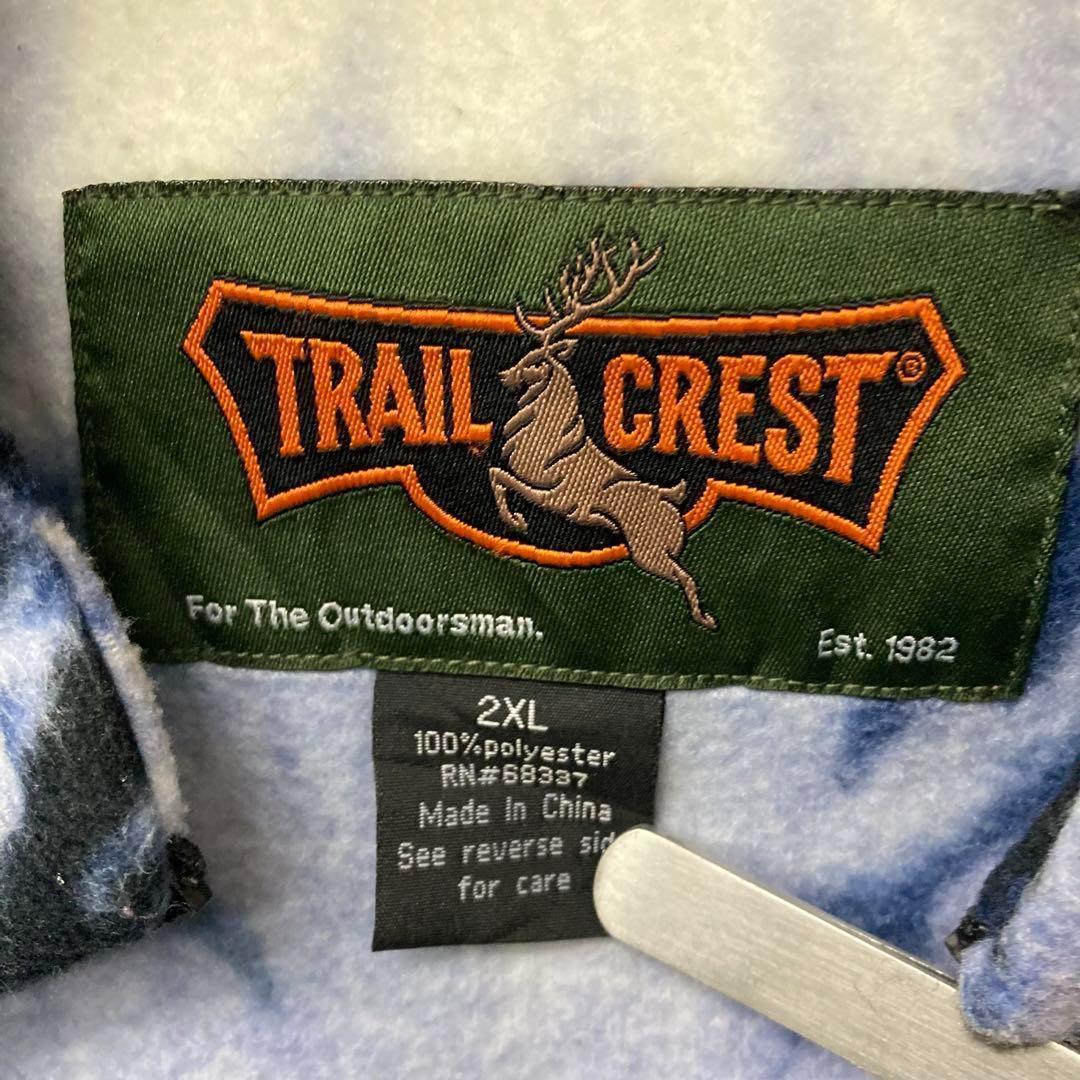 TRAIL CREST®
For The Outdoorsman.
Est. 1982
2XL
100%polyester
RN#68337
Made In China
See reverse
for care